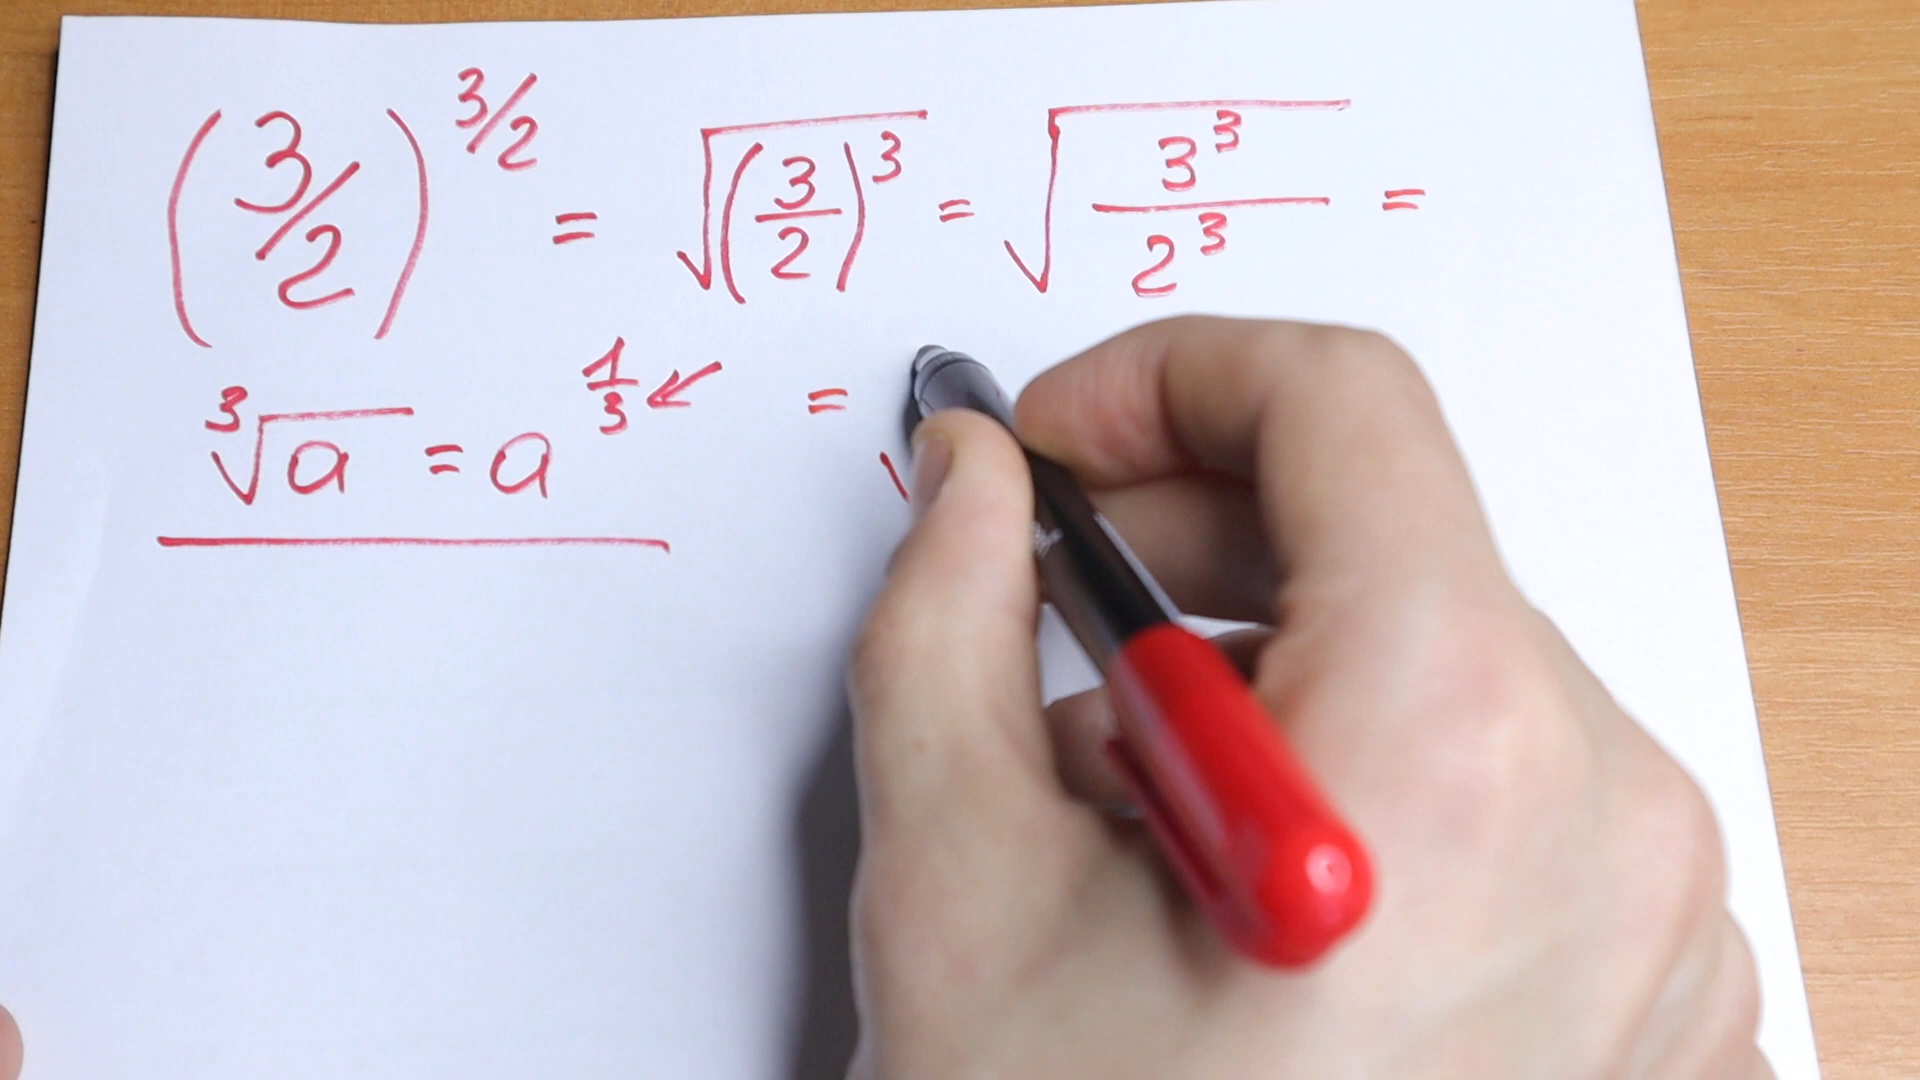 (3/2)^3/2 = √(3/2)^3 = √3^3/2^3 =
∛a = a^1/3 ↙ = √